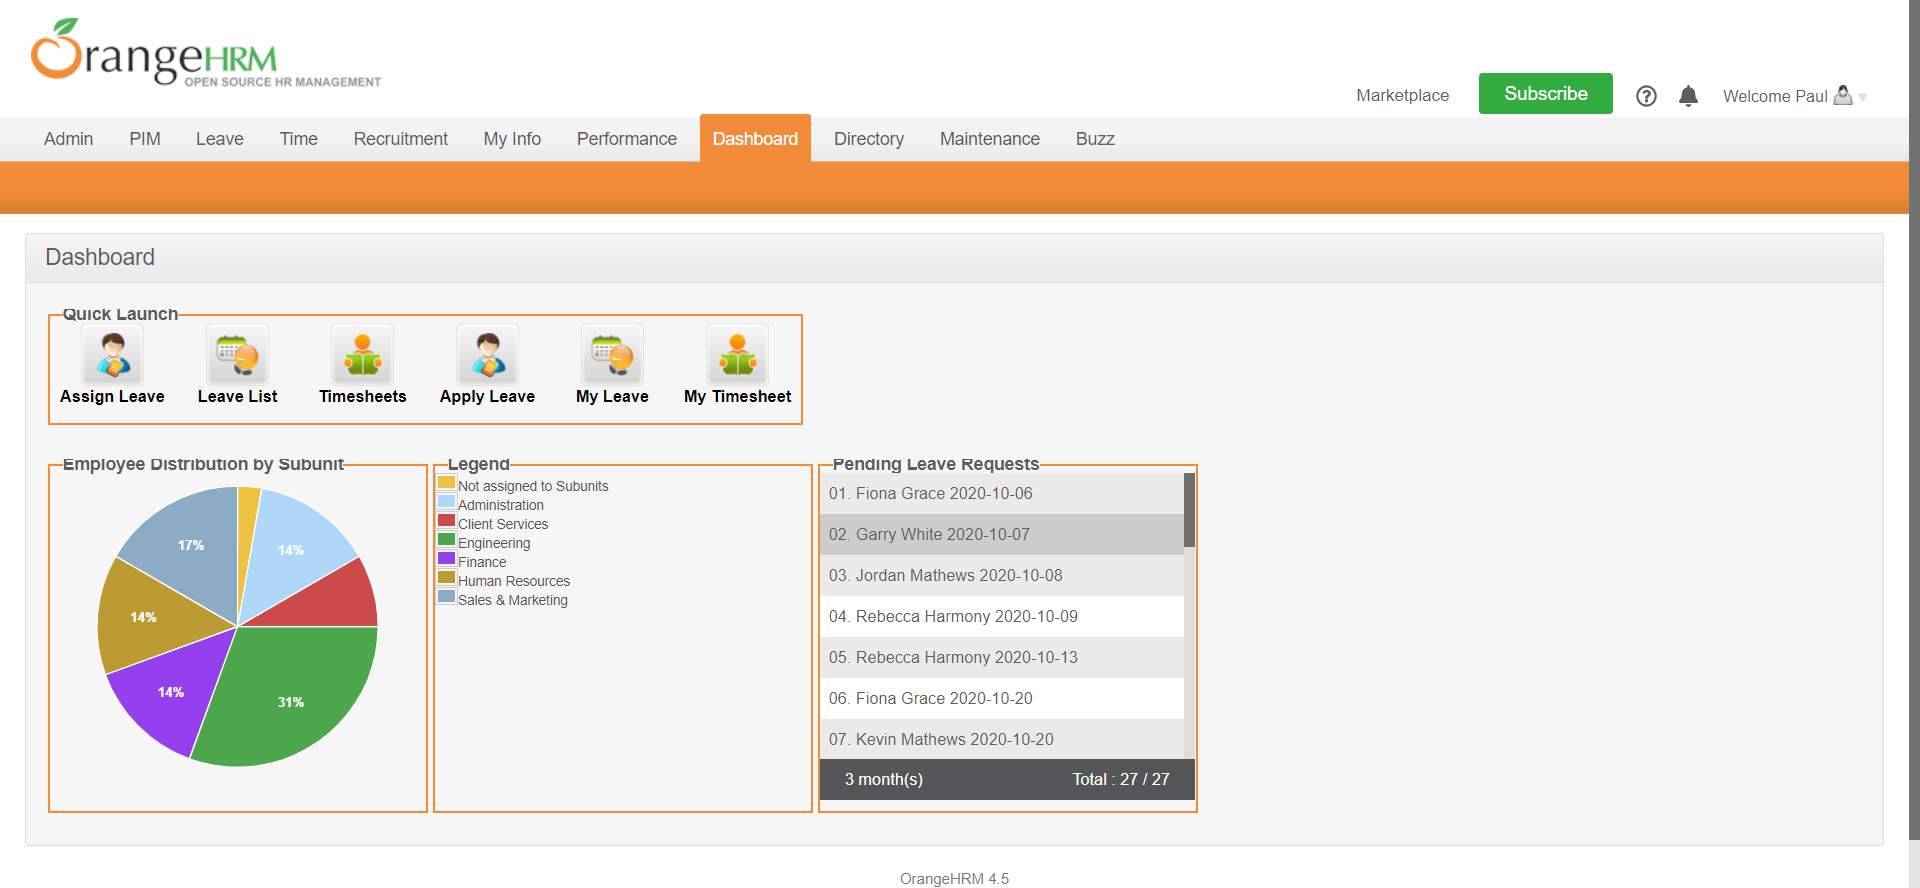 OrangeHRM
OPEN SOURCE HR MANAGEMENT
Marketplace
Subscribe
Welcome Paul
Admin
PIM
Leave
Time
Recruitment
My Info
Performance
Dashboard
Directory
Maintenance
Buzz
Dashboard
Quick Launch
Assign Leave
Leave List
Timesheets
Apply Leave
My Leave
My Timesheet
Employee Distribution by Subunit
17%
14%
14%
14%
31%
Legend
Not assigned to Subunits
Administration
Client Services
Engineering
Finance
Human Resources
Sales & Marketing
Pending Leave Requests
01. Fiona Grace 2020-10-06
02. Garry White 2020-10-07
03. Jordan Mathews 2020-10-08
04. Rebecca Harmony 2020-10-09
05. Rebecca Harmony 2020-10-13
06. Fiona Grace 2020-10-20
07. Kevin Mathews 2020-10-20
3 month(s)
Total : 27 / 27
OrangeHRM 4.5